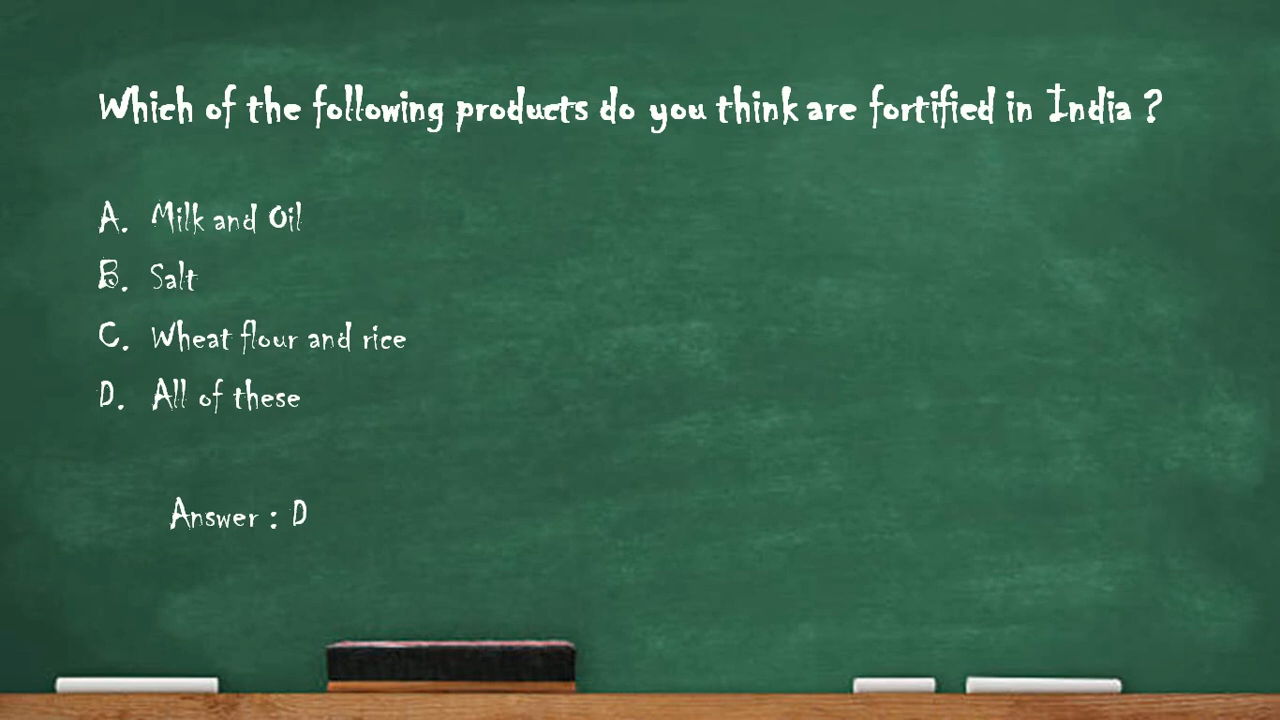 Which of the following products do you think are fortified in India ?
A. Milk and Oil
B. Salt
C. Wheat flour and rice
D. All of these
Answer : D